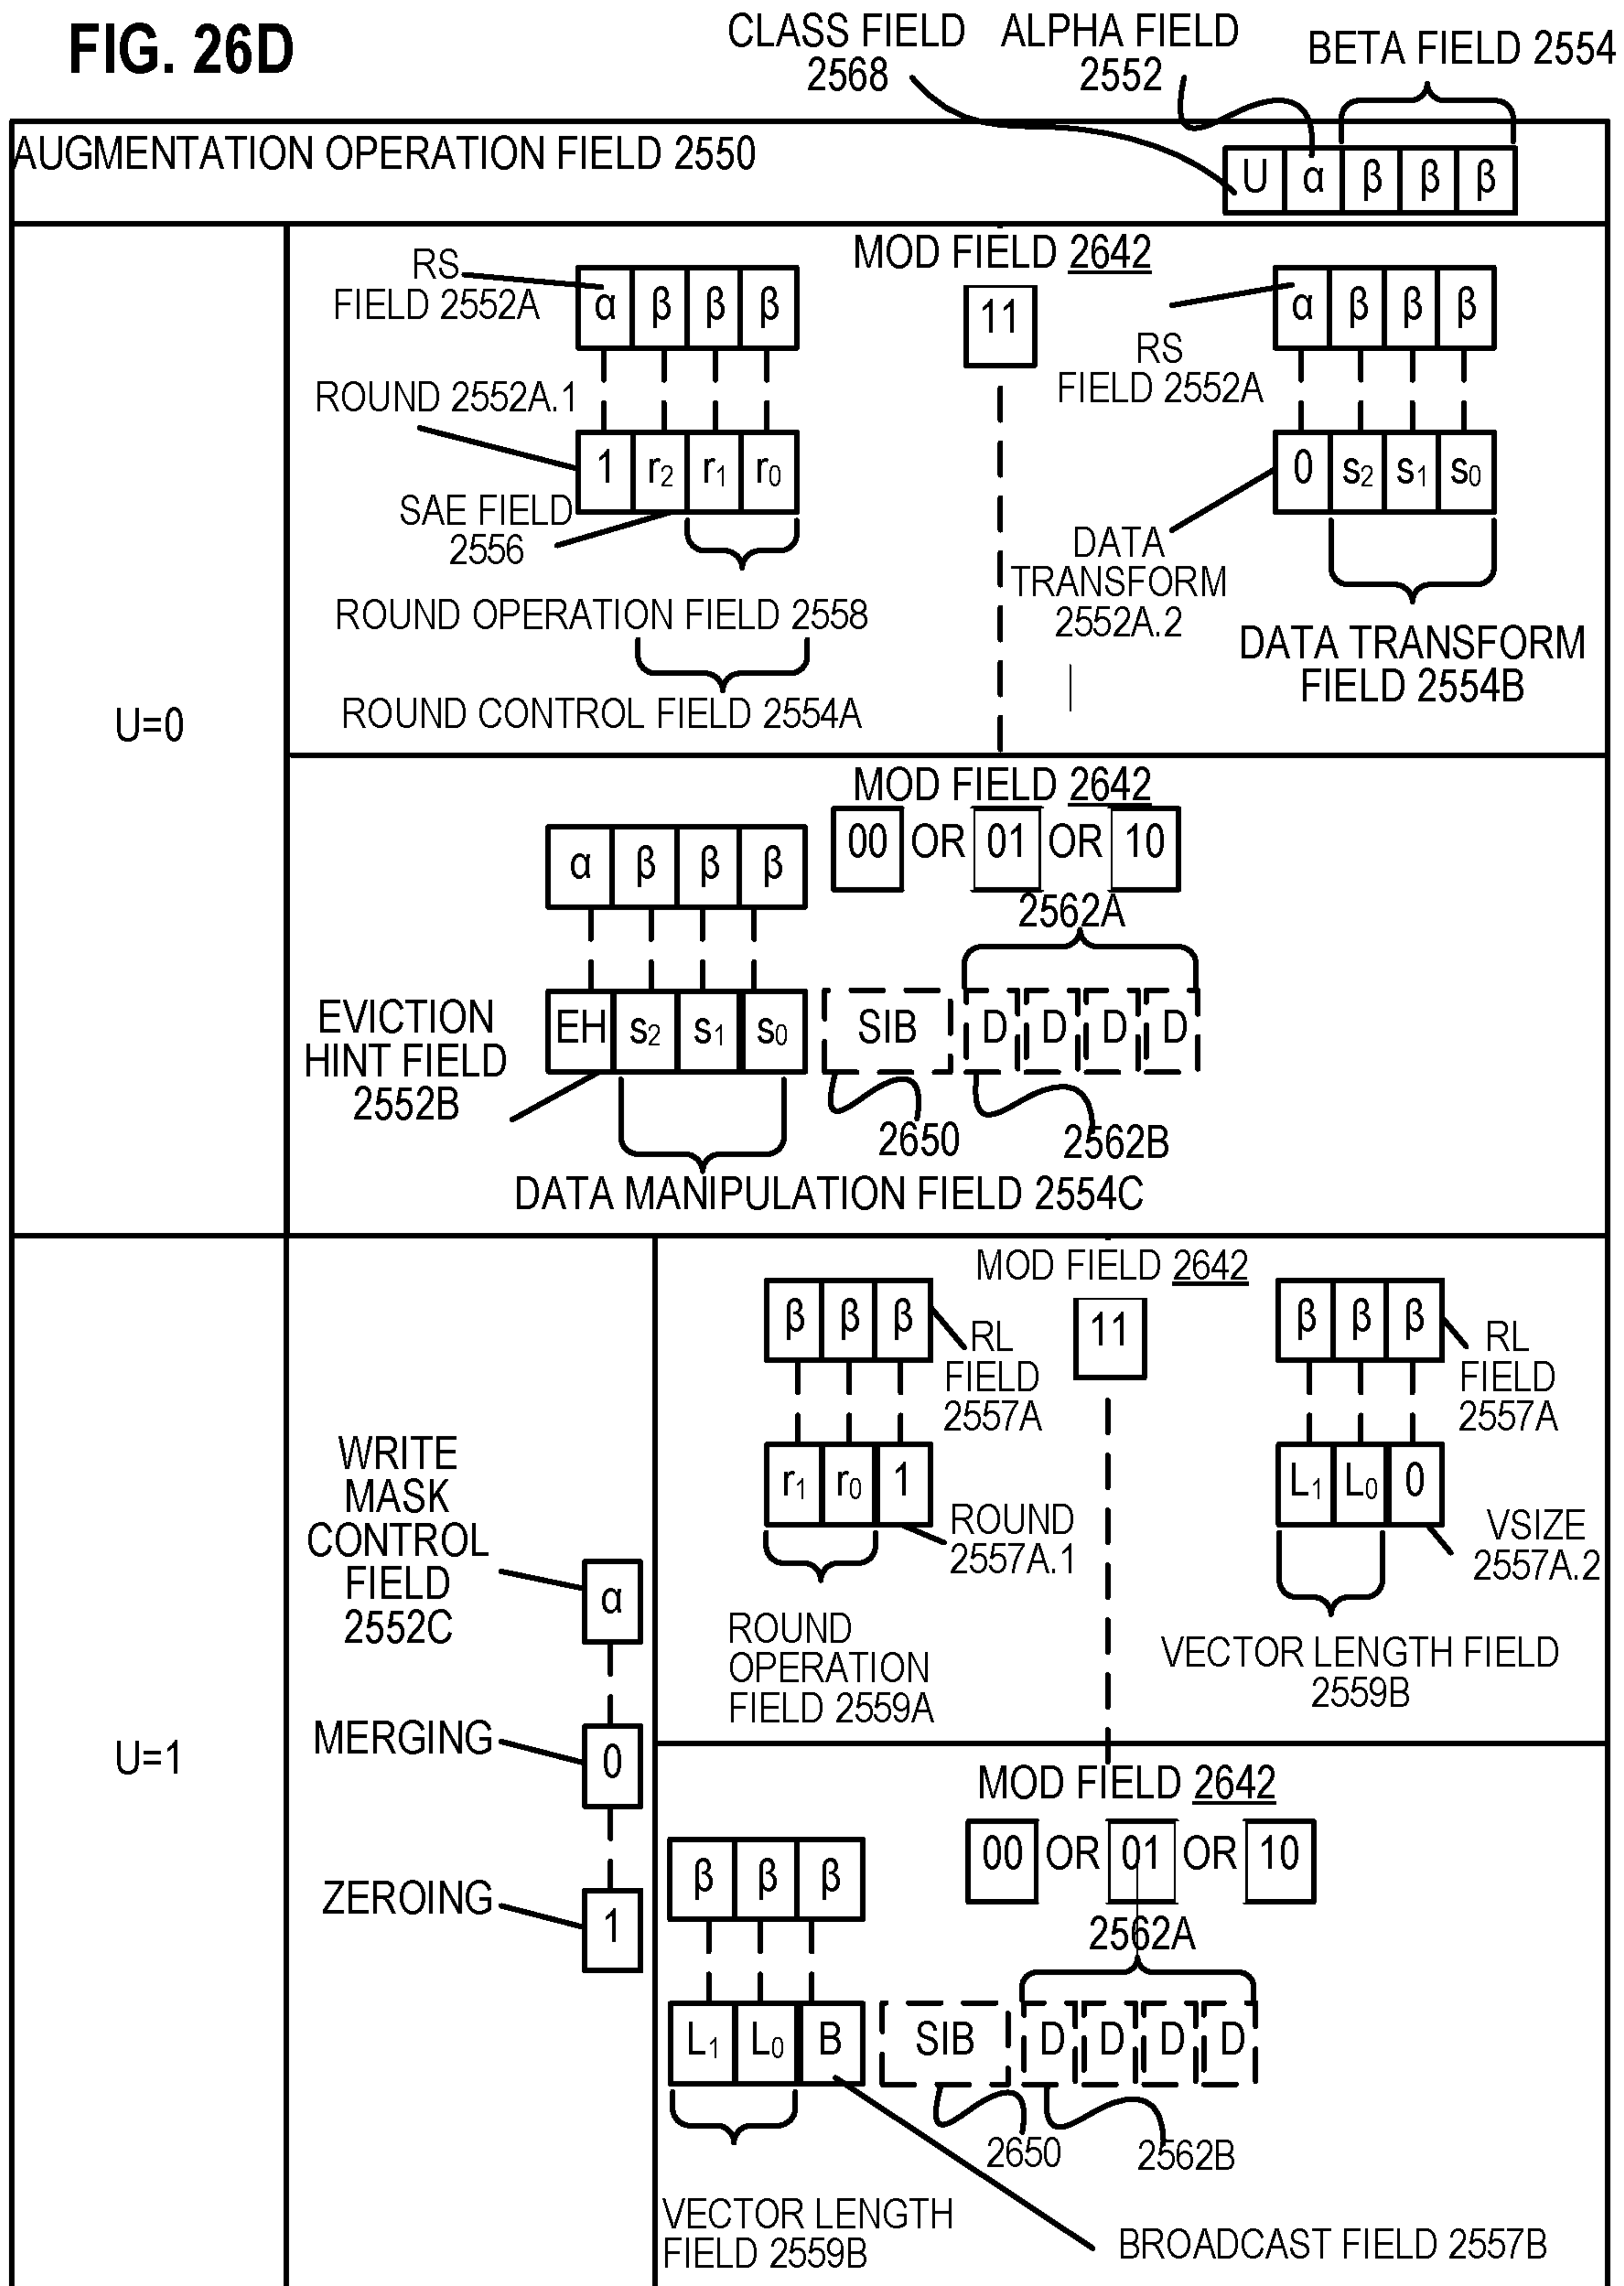 FIG. 26D
CLASS FIELD
2568
ALPHA FIELD
2552
BETA FIELD 2554
AUGMENTATION OPERATION FIELD 2550
U α β β β
U=0
MOD FIELD 2642
11
RS
FIELD 2552A
α β β β
ROUND 2552A.1
1 r2 r1 r0
SAE FIELD
2556
ROUND OPERATION FIELD 2558
ROUND CONTROL FIELD 2554A
α β β β
RS
FIELD 2552A
0 s2 s1 s0
DATA
TRANSFORM
2552A.2
DATA TRANSFORM
FIELD 2554B
MOD FIELD 2642
00 OR 01 OR 10
α β β β
2562A
EVICTION
HINT FIELD
2552B
EH s2 s1 s0 SIB D D D D
2650
2562B
DATA MANIPULATION FIELD 2554C
U=1
WRITE
MASK
CONTROL
FIELD
2552C
α
MERGING
0
ZEROING
1
MOD FIELD 2642
11
β β β
RL
FIELD
2557A
r1 r0 1
ROUND
2557A.1
ROUND
OPERATION
FIELD 2559A
β β β
RL
FIELD
2557A
L1 L0 0
VSIZE
2557A.2
VECTOR LENGTH FIELD
2559B
MOD FIELD 2642
00 OR 01 OR 10
β β β
2562A
L1 L0 B SIB D D D D
2650
2562B
VECTOR LENGTH
FIELD 2559B
BROADCAST FIELD 2557B